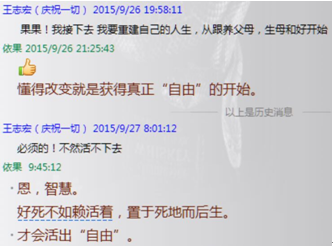 王志宏（庆祝一切） 2015/9/26 19:58:11
果果！我接下去 我要重建自己的人生，从跟养父母，生母和好开始
依果 2015/9/26 21:25:43
懂得改变就是获得真正“自由”的开始。
以上是历史消息
王志宏（庆祝一切） 2015/9/27 8:01:12
必须的！不然活不下去
依果 9:45:12
·恩，智慧。
·好死不如赖活着，置于死地而后生。
·才会活出“自由”。